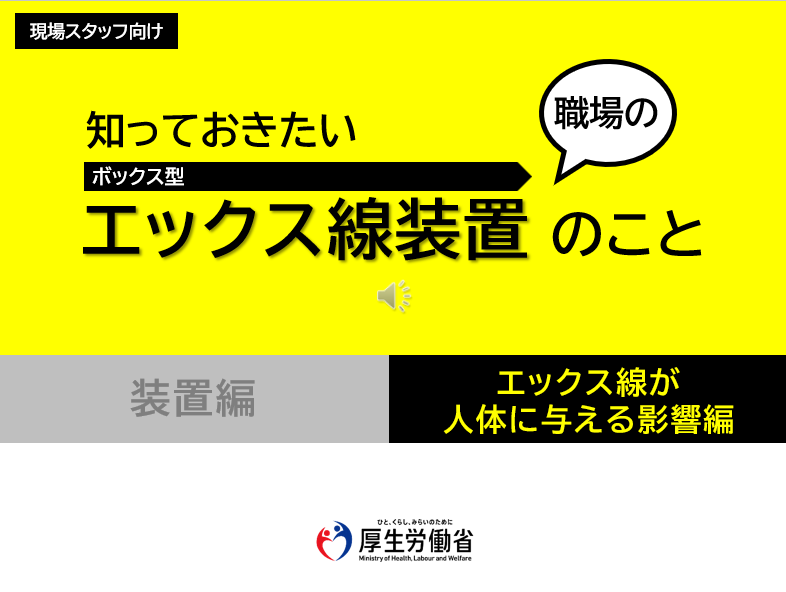 現場スタッフ向け
知っておきたい
職場の
ボックス型
エックス線装置 のこと
装置編
エックス線が
人体に与える影響編
ひと、くらし、みらいのために
厚生労働省
Ministry of Health, Labour and Welfare